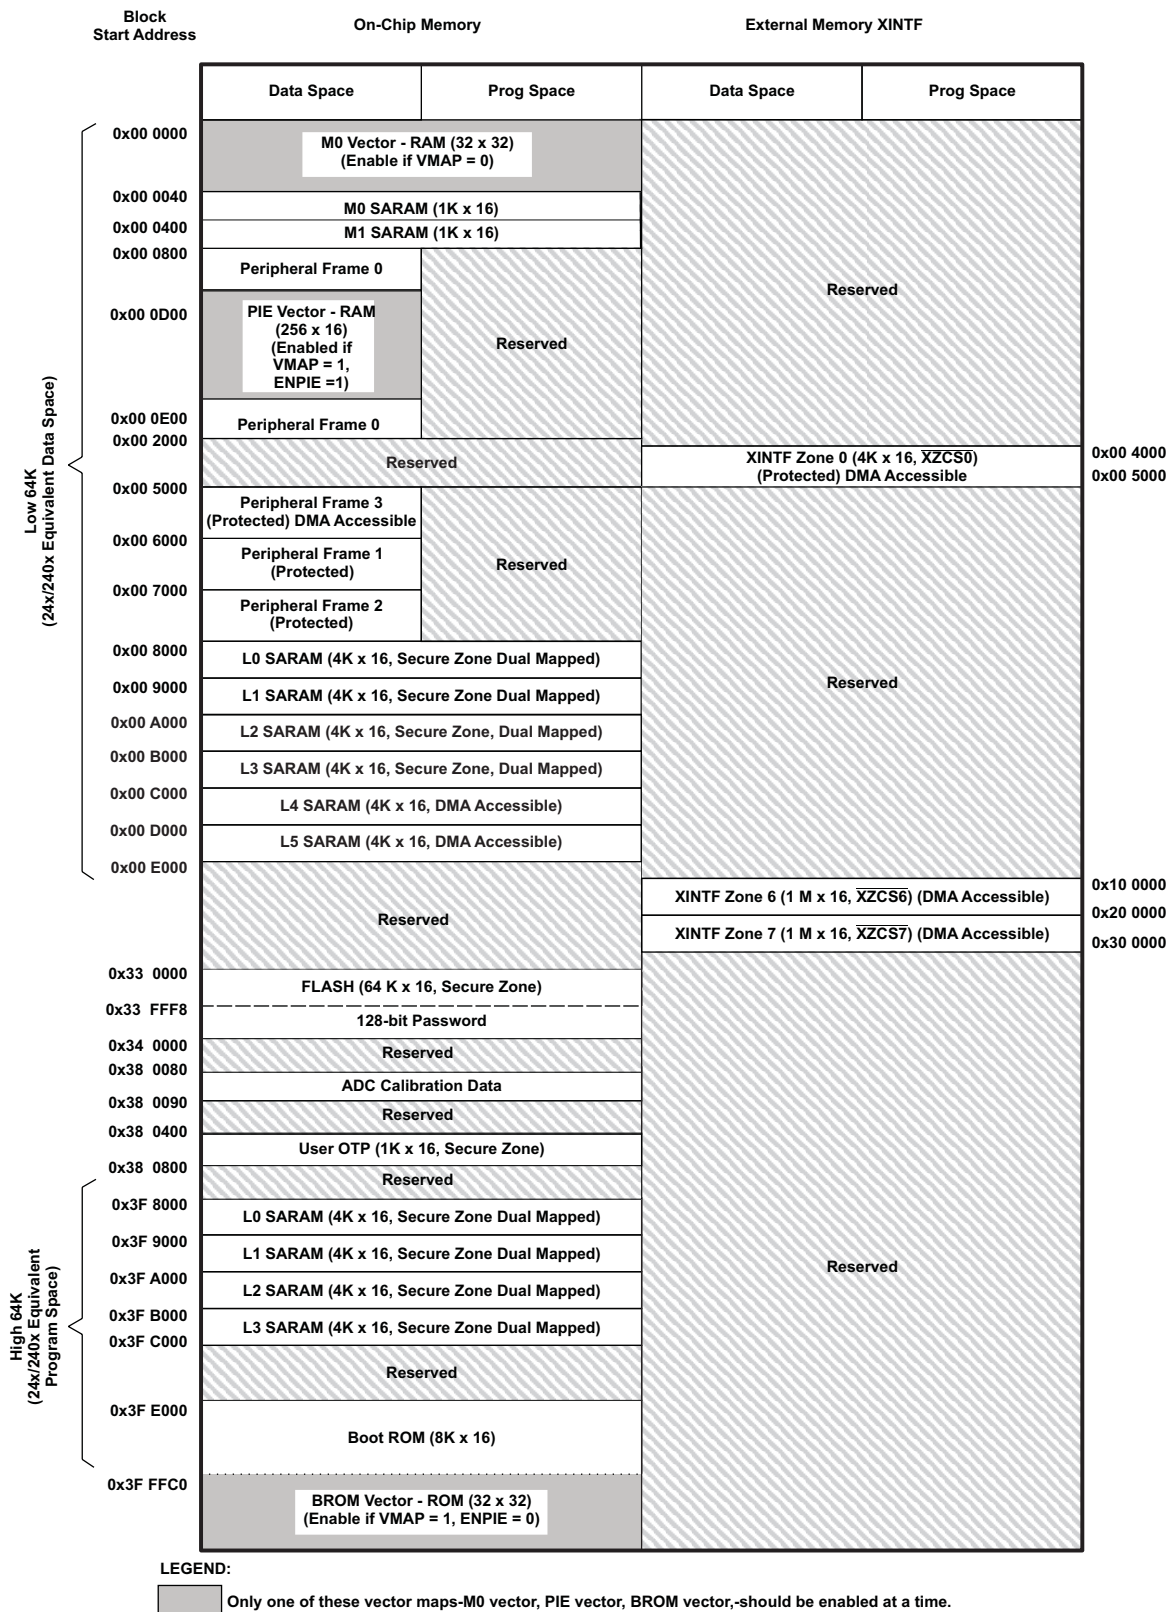 Block
Start Address
On-Chip Memory
External Memory XINTF
Data Space
Prog Space
Data Space
Prog Space
0x00 0000
M0 Vector - RAM (32 x 32)
(Enable if VMAP = 0)
0x00 0040
M0 SARAM (1K x 16)
0x00 0400
M1 SARAM (1K x 16)
0x00 0800
Peripheral Frame 0
Reserved
0x00 0D00
PIE Vector - RAM
(256 x 16)
(Enabled if
VMAP = 1,
ENPIE =1)
Reserved
0x00 0E00
Peripheral Frame 0
0x00 2000
Reserved
XINTF Zone 0 (4K x 16, XZCS0)
(Protected) DMA Accessible
0x00 4000
0x00 5000
Low 64K
(24x/240x Equivalent Data Space)
0x00 5000
Peripheral Frame 3
(Protected) DMA Accessible
0x00 6000
Peripheral Frame 1
(Protected)
Reserved
0x00 7000
Peripheral Frame 2
(Protected)
0x00 8000
L0 SARAM (4K x 16, Secure Zone Dual Mapped)
0x00 9000
L1 SARAM (4K x 16, Secure Zone Dual Mapped)
Reserved
0x00 A000
L2 SARAM (4K x 16, Secure Zone, Dual Mapped)
0x00 B000
L3 SARAM (4K x 16, Secure Zone, Dual Mapped)
0x00 C000
L4 SARAM (4K x 16, DMA Accessible)
0x00 D000
L5 SARAM (4K x 16, DMA Accessible)
0x00 E000
Reserved
XINTF Zone 6 (1 M x 16, XZCS6) (DMA Accessible)
0x10 0000
0x20 0000
XINTF Zone 7 (1 M x 16, XZCS7) (DMA Accessible)
0x30 0000
0x33 0000
FLASH (64 K x 16, Secure Zone)
0x33 FFF8
128-bit Password
0x34 0000
Reserved
0x38 0080
ADC Calibration Data
0x38 0090
Reserved
0x38 0400
User OTP (1K x 16, Secure Zone)
0x38 0800
Reserved
0x3F 8000
L0 SARAM (4K x 16, Secure Zone Dual Mapped)
0x3F 9000
L1 SARAM (4K x 16, Secure Zone Dual Mapped)
Reserved
0x3F A000
L2 SARAM (4K x 16, Secure Zone Dual Mapped)
0x3F B000
L3 SARAM (4K x 16, Secure Zone Dual Mapped)
0x3F C000
High 64K
(24x/240x Equivalent
Program Space)
Reserved
0x3F E000
Boot ROM (8K x 16)
0x3F FFC0
BROM Vector - ROM (32 x 32)
(Enable if VMAP = 1, ENPIE = 0)
LEGEND:
Only one of these vector maps-M0 vector, PIE vector, BROM vector,-should be enabled at a time.